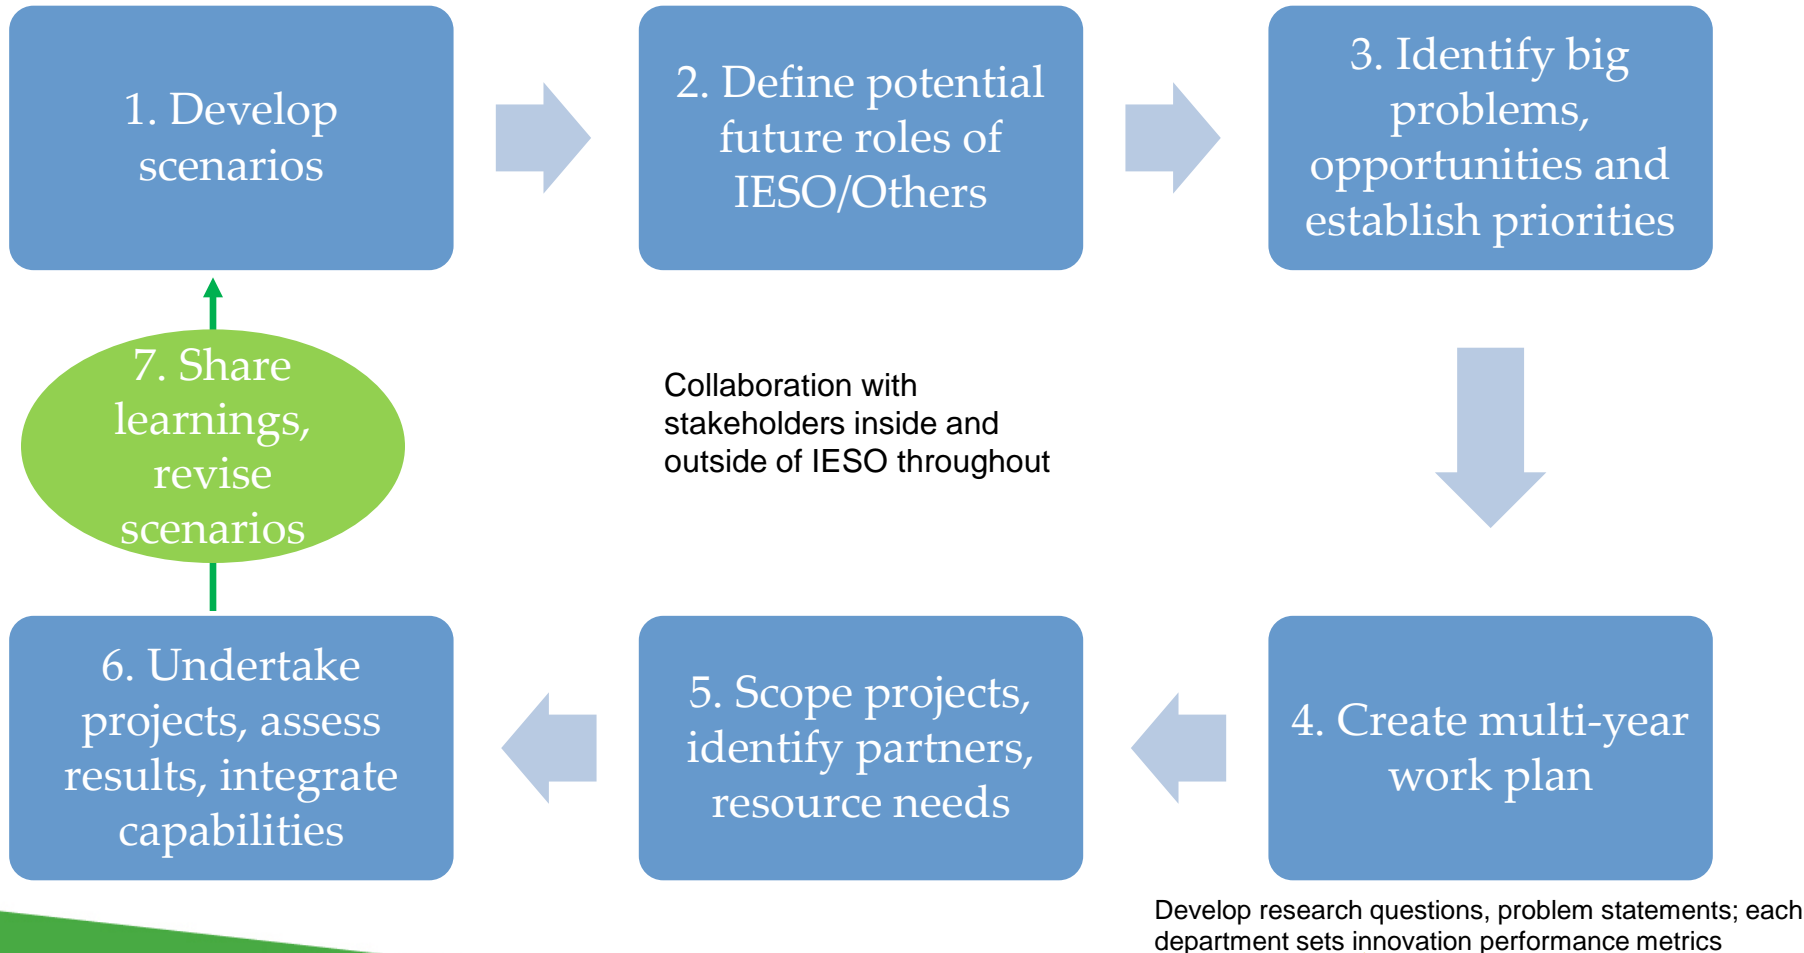 1. Develop
scenarios
2. Define potential
future roles of
IESO/Others
3. Identify big
problems,
opportunities and
establish priorities
7. Share
learnings,
revise
scenarios
Collaboration with
stakeholders inside and
outside of IESO throughout
6. Undertake
projects, assess
results, integrate
capabilities
5. Scope projects,
identify partners,
resource needs
4. Create multi-year
work plan
Develop research questions, problem statements; each
department sets innovation performance metrics